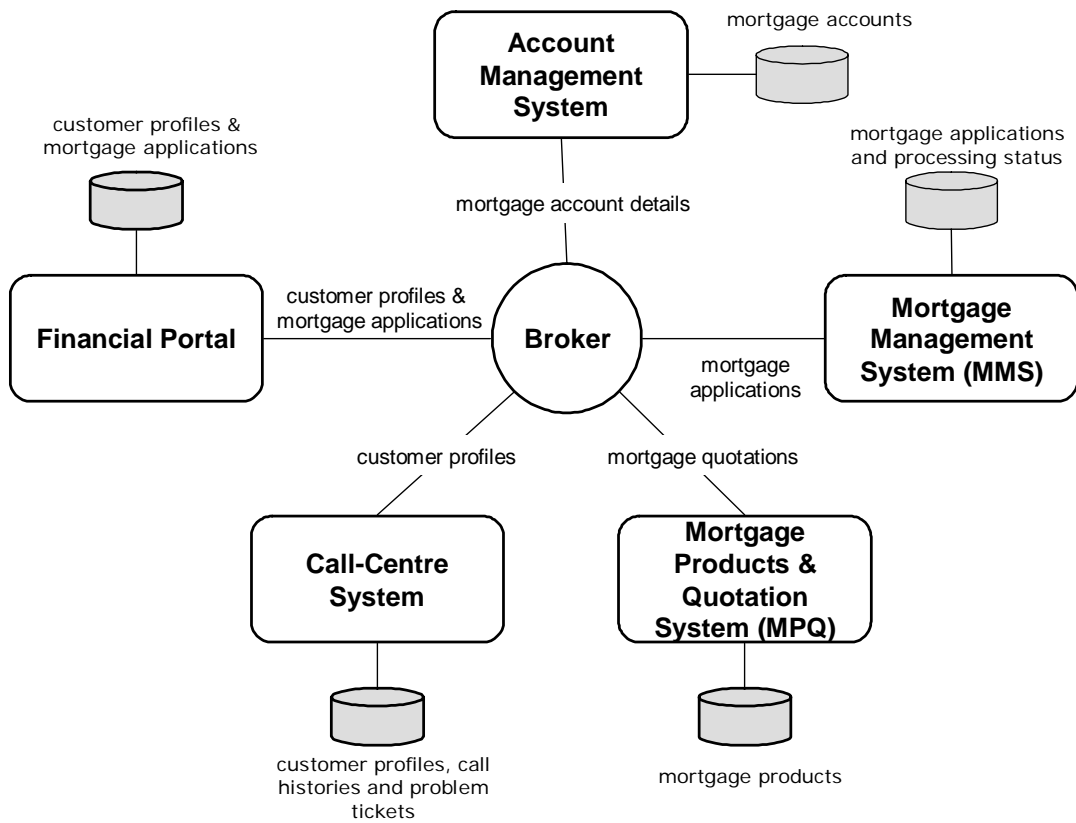 mortgage accounts
Account
Management
System
customer profiles &
mortgage applications
mortgage applications
and processing status
mortgage account details
Financial Portal
customer profiles &
mortgage applications
Broker
mortgage
applications
Mortgage
Management
System (MMS)
customer profiles
mortgage quotations
Call-Centre
System
Mortgage
Products &
Quotation
System (MPQ)
customer profiles, call
histories and problem
tickets
mortgage products